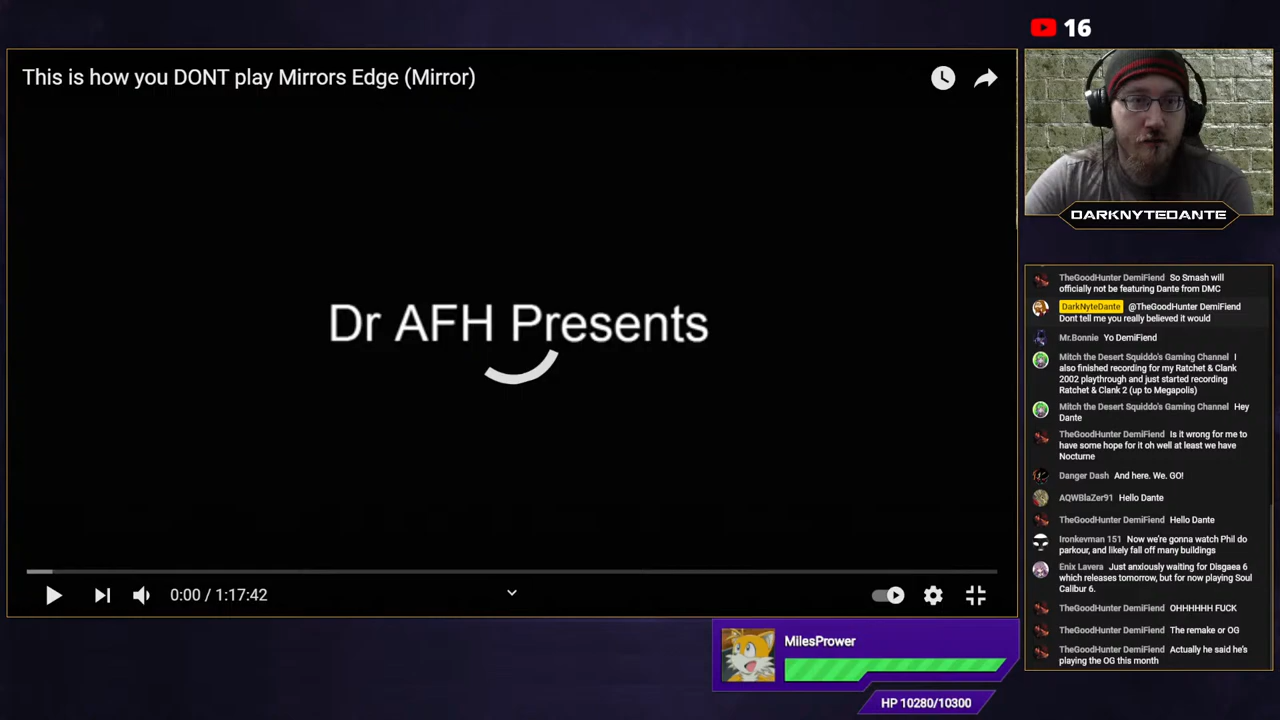 16
This is how you DONT play Mirrors Edge (Mirror)
Dr AFH Presents
0:00 / 1:17:42
DARKNYTEDANTE
TheGoodHunter DemiFiend So Smash will
officially not be featuring Dante from DMC
DarkNyteDante @TheGoodHunter DemiFiend
Dont tell me you really believed it would
Mr.Bonnie Yo DemiFiend
Mitch the Desert Squiddo's Gaming Channel I
also finished recording for my Ratchet & Clank
2002 playthrough and just started recording
Ratchet & Clank 2 (up to Megapolis)
Mitch the Desert Squiddo's Gaming Channel Hey
Dante
TheGoodHunter DemiFiend Is it wrong for me to
have some hope for it oh well at least we have
Nocturne
Danger Dash And here. We. GO!
AQWBlaZer91 Hello Dante
TheGoodHunter DemiFiend Hello Dante
Ironkevman 151 Now we're gonna watch Phil do
parkour, and likely fall off many buildings
Enix Lavera Just anxiously waiting for Disgaea 6
which releases tomorrow, but for now playing Soul
Calibur 6.
TheGoodHunter DemiFiend OHHHHHH FUCK
TheGoodHunter DemiFiend The remake or OG
TheGoodHunter DemiFiend Actually he said he's
playing the OG this month
MilesPrower
HP 10280/10300